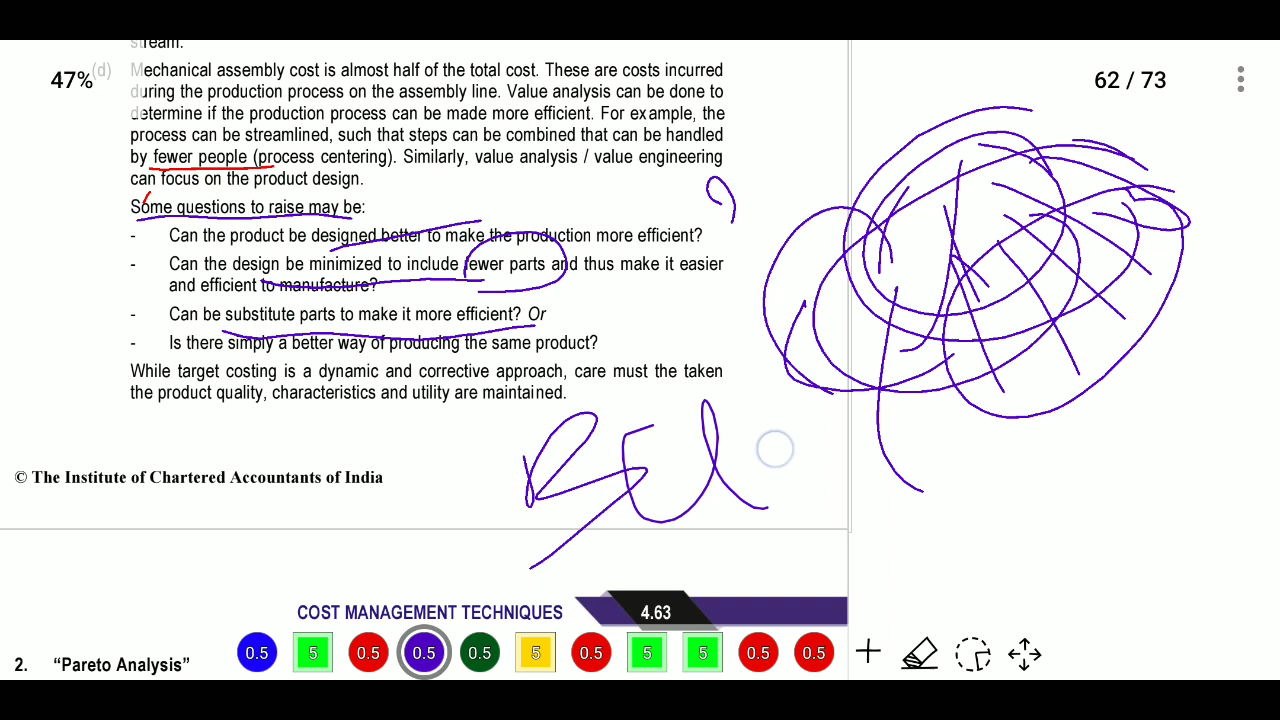 stream.
47%
62 / 73
(d) Mechanical assembly cost is almost half of the total cost. These are costs incurred
during the production process on the assembly line. Value analysis can be done to
determine if the production process can be made more efficient. For example, the
process can be streamlined, such that steps can be combined that can be handled
by fewer people (process centering). Similarly, value analysis / value engineering
can focus on the product design.
Some questions to raise may be:
- Can the product be designed better to make the production more efficient?
- Can the design be minimized to include fewer parts and thus make it easier
and efficient to manufacture?
- Can be substitute parts to make it more efficient? Or
- Is there simply a better way of producing the same product?
While target costing is a dynamic and corrective approach, care must the taken
the product quality, characteristics and utility are maintained.
© The Institute of Chartered Accountants of India
COST MANAGEMENT TECHNIQUES 4.63
0.5 5 0.5 0.5 0.5 5 0.5 5 5 0.5 0.5
2. "Pareto Analysis"